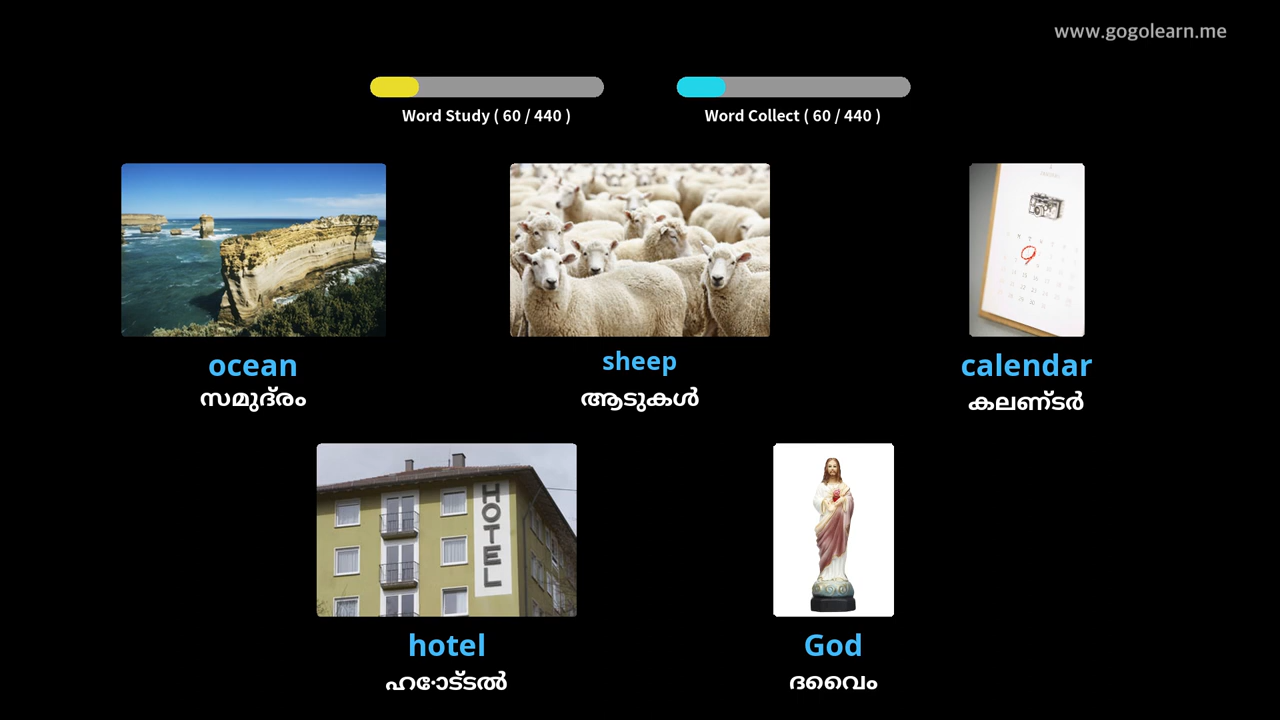 www.gogolearn.me
Word Study ( 60 / 440 )
Word Collect ( 60 / 440 )
ocean
സമുദ്രം
sheep
ആടുകൾ
calendar
കലണ്ടർ
HOTEL
hotel
ഹോട്ടൽ
God
ദൈവം